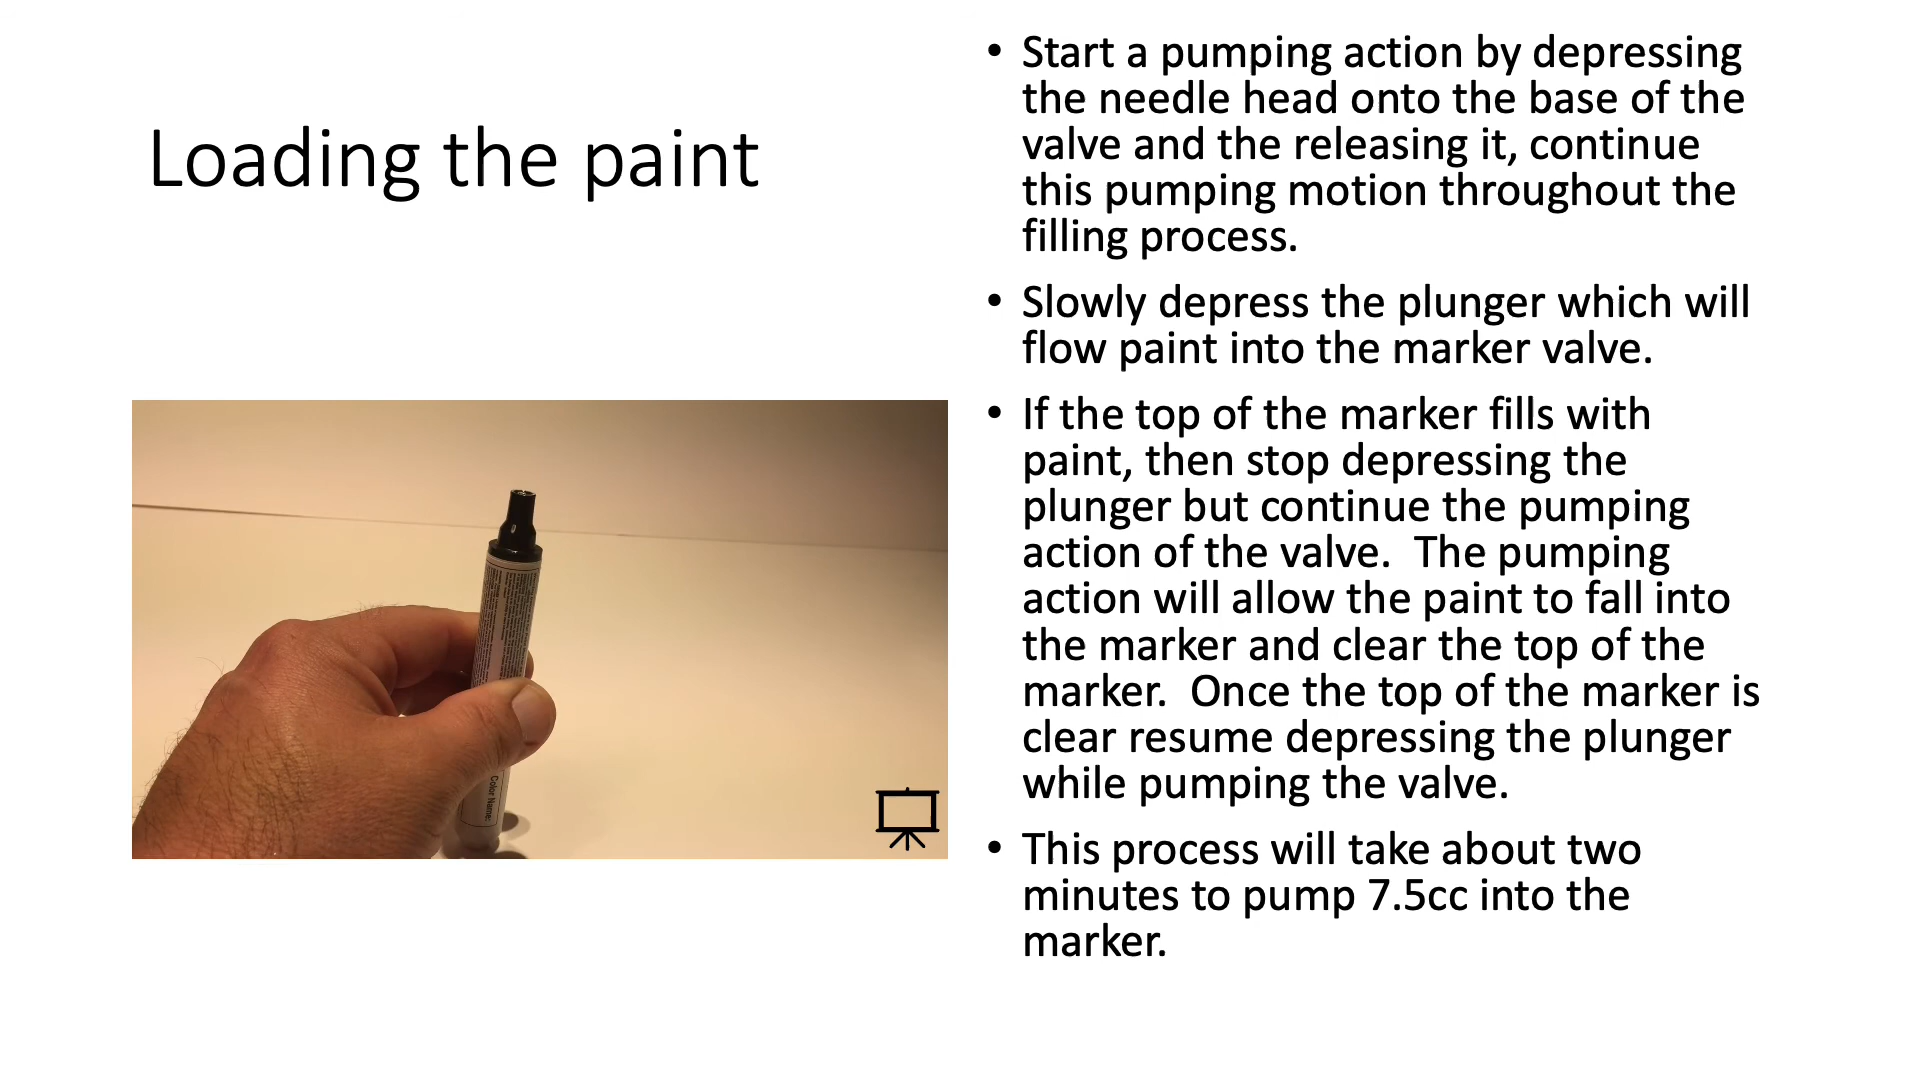 Loading the paint
• Start a pumping action by depressing
the needle head onto the base of the
valve and the releasing it, continue
this pumping motion throughout the
filling process.
• Slowly depress the plunger which will
flow paint into the marker valve.
• If the top of the marker fills with
paint, then stop depressing the
plunger but continue the pumping
action of the valve.  The pumping
action will allow the paint to fall into
the marker and clear the top of the
marker.  Once the top of the marker is
clear resume depressing the plunger
while pumping the valve.
• This process will take about two
minutes to pump 7.5cc into the
marker.
Color Name: